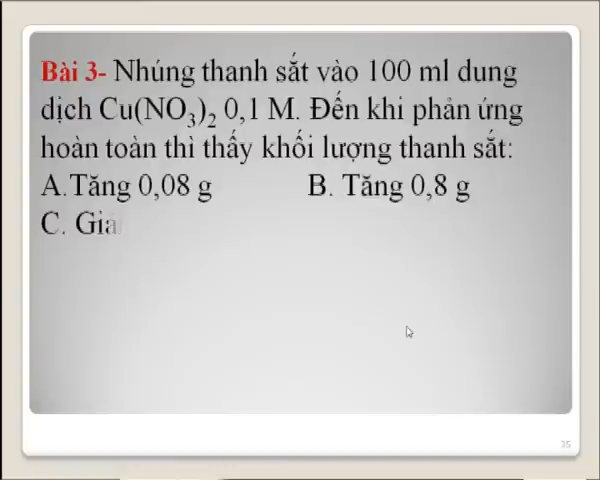 Bài 3- Nhúng thanh sắt vào 100 ml dung
dịch Cu(NO₃)₂ 0,1 M. Đến khi phản ứng
hoàn toàn thì thấy khối lượng thanh sắt:
A.Tăng 0,08 g B. Tăng 0,8 g
C. Giả
35